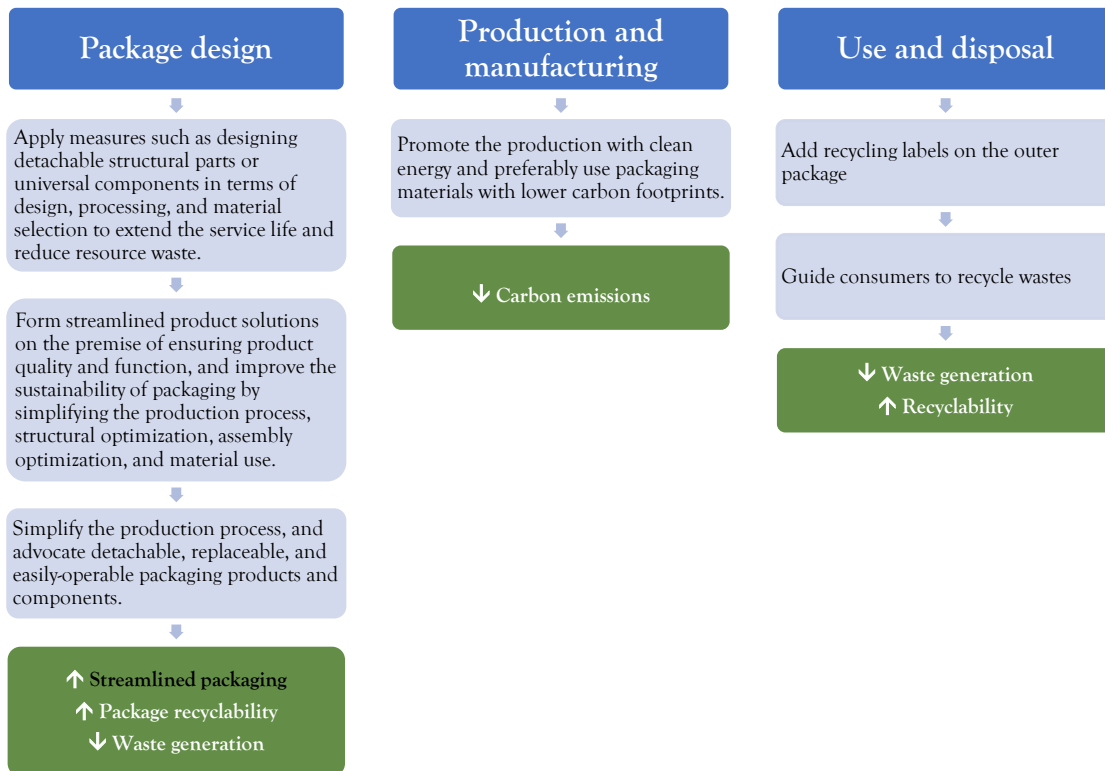 Package design
Apply measures such as designing
detachable structural parts or
universal components in terms of
design, processing, and material
selection to extend the service life and
reduce resource waste.
Form streamlined product solutions
on the premise of ensuring product
quality and function, and improve the
sustainability of packaging by
simplifying the production process,
structural optimization, assembly
optimization, and material use.
Simplify the production process, and
advocate detachable, replaceable, and
easily-operable packaging products and
components.
↑ Streamlined packaging
↑ Package recyclability
↓ Waste generation
Production and
manufacturing
Promote the production with clean
energy and preferably use packaging
materials with lower carbon footprints.
↓ Carbon emissions
Use and disposal
Add recycling labels on the outer
package
Guide consumers to recycle wastes
↓ Waste generation
↑ Recyclability